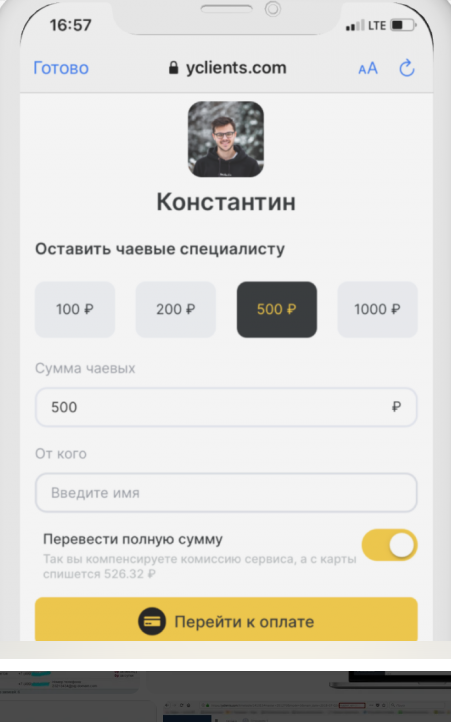 16:57
LTE
Готово
yclients.com
AA
Константин
Оставить чаевые специалисту
100 ₽
200 ₽
500 ₽
1000 ₽
Сумма чаевых
500 ₽
От кого
Введите имя
Перевести полную сумму
Так вы компенсируете комиссию сервиса, а с карты
спишется 526.32 ₽
Перейти к оплате